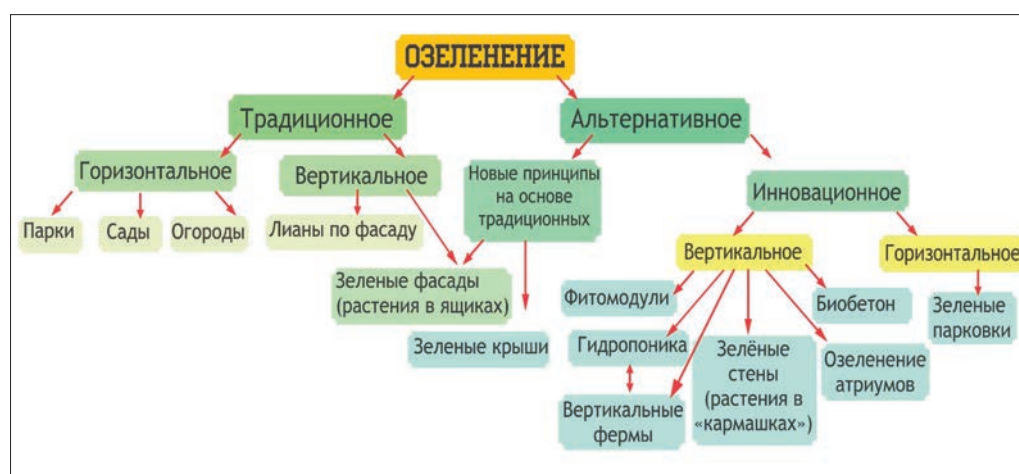 ОЗЕЛЕНЕНИЕ
Традиционное
Альтернативное
Горизонтальное
Вертикальное
Новые принципы
на основе
традиционных
Инновационное
Парки
Сады
Огороды
Лианы по фасаду
Вертикальное
Горизонтальное
Зеленые фасады
(растения в ящиках)
Зеленые крыши
Фитомодули
Биобетон
Зеленые
парковки
Гидропоника
Зелёные
стены
(растения в
«кармашках»)
Озеленение
атриумов
Вертикальные
фермы